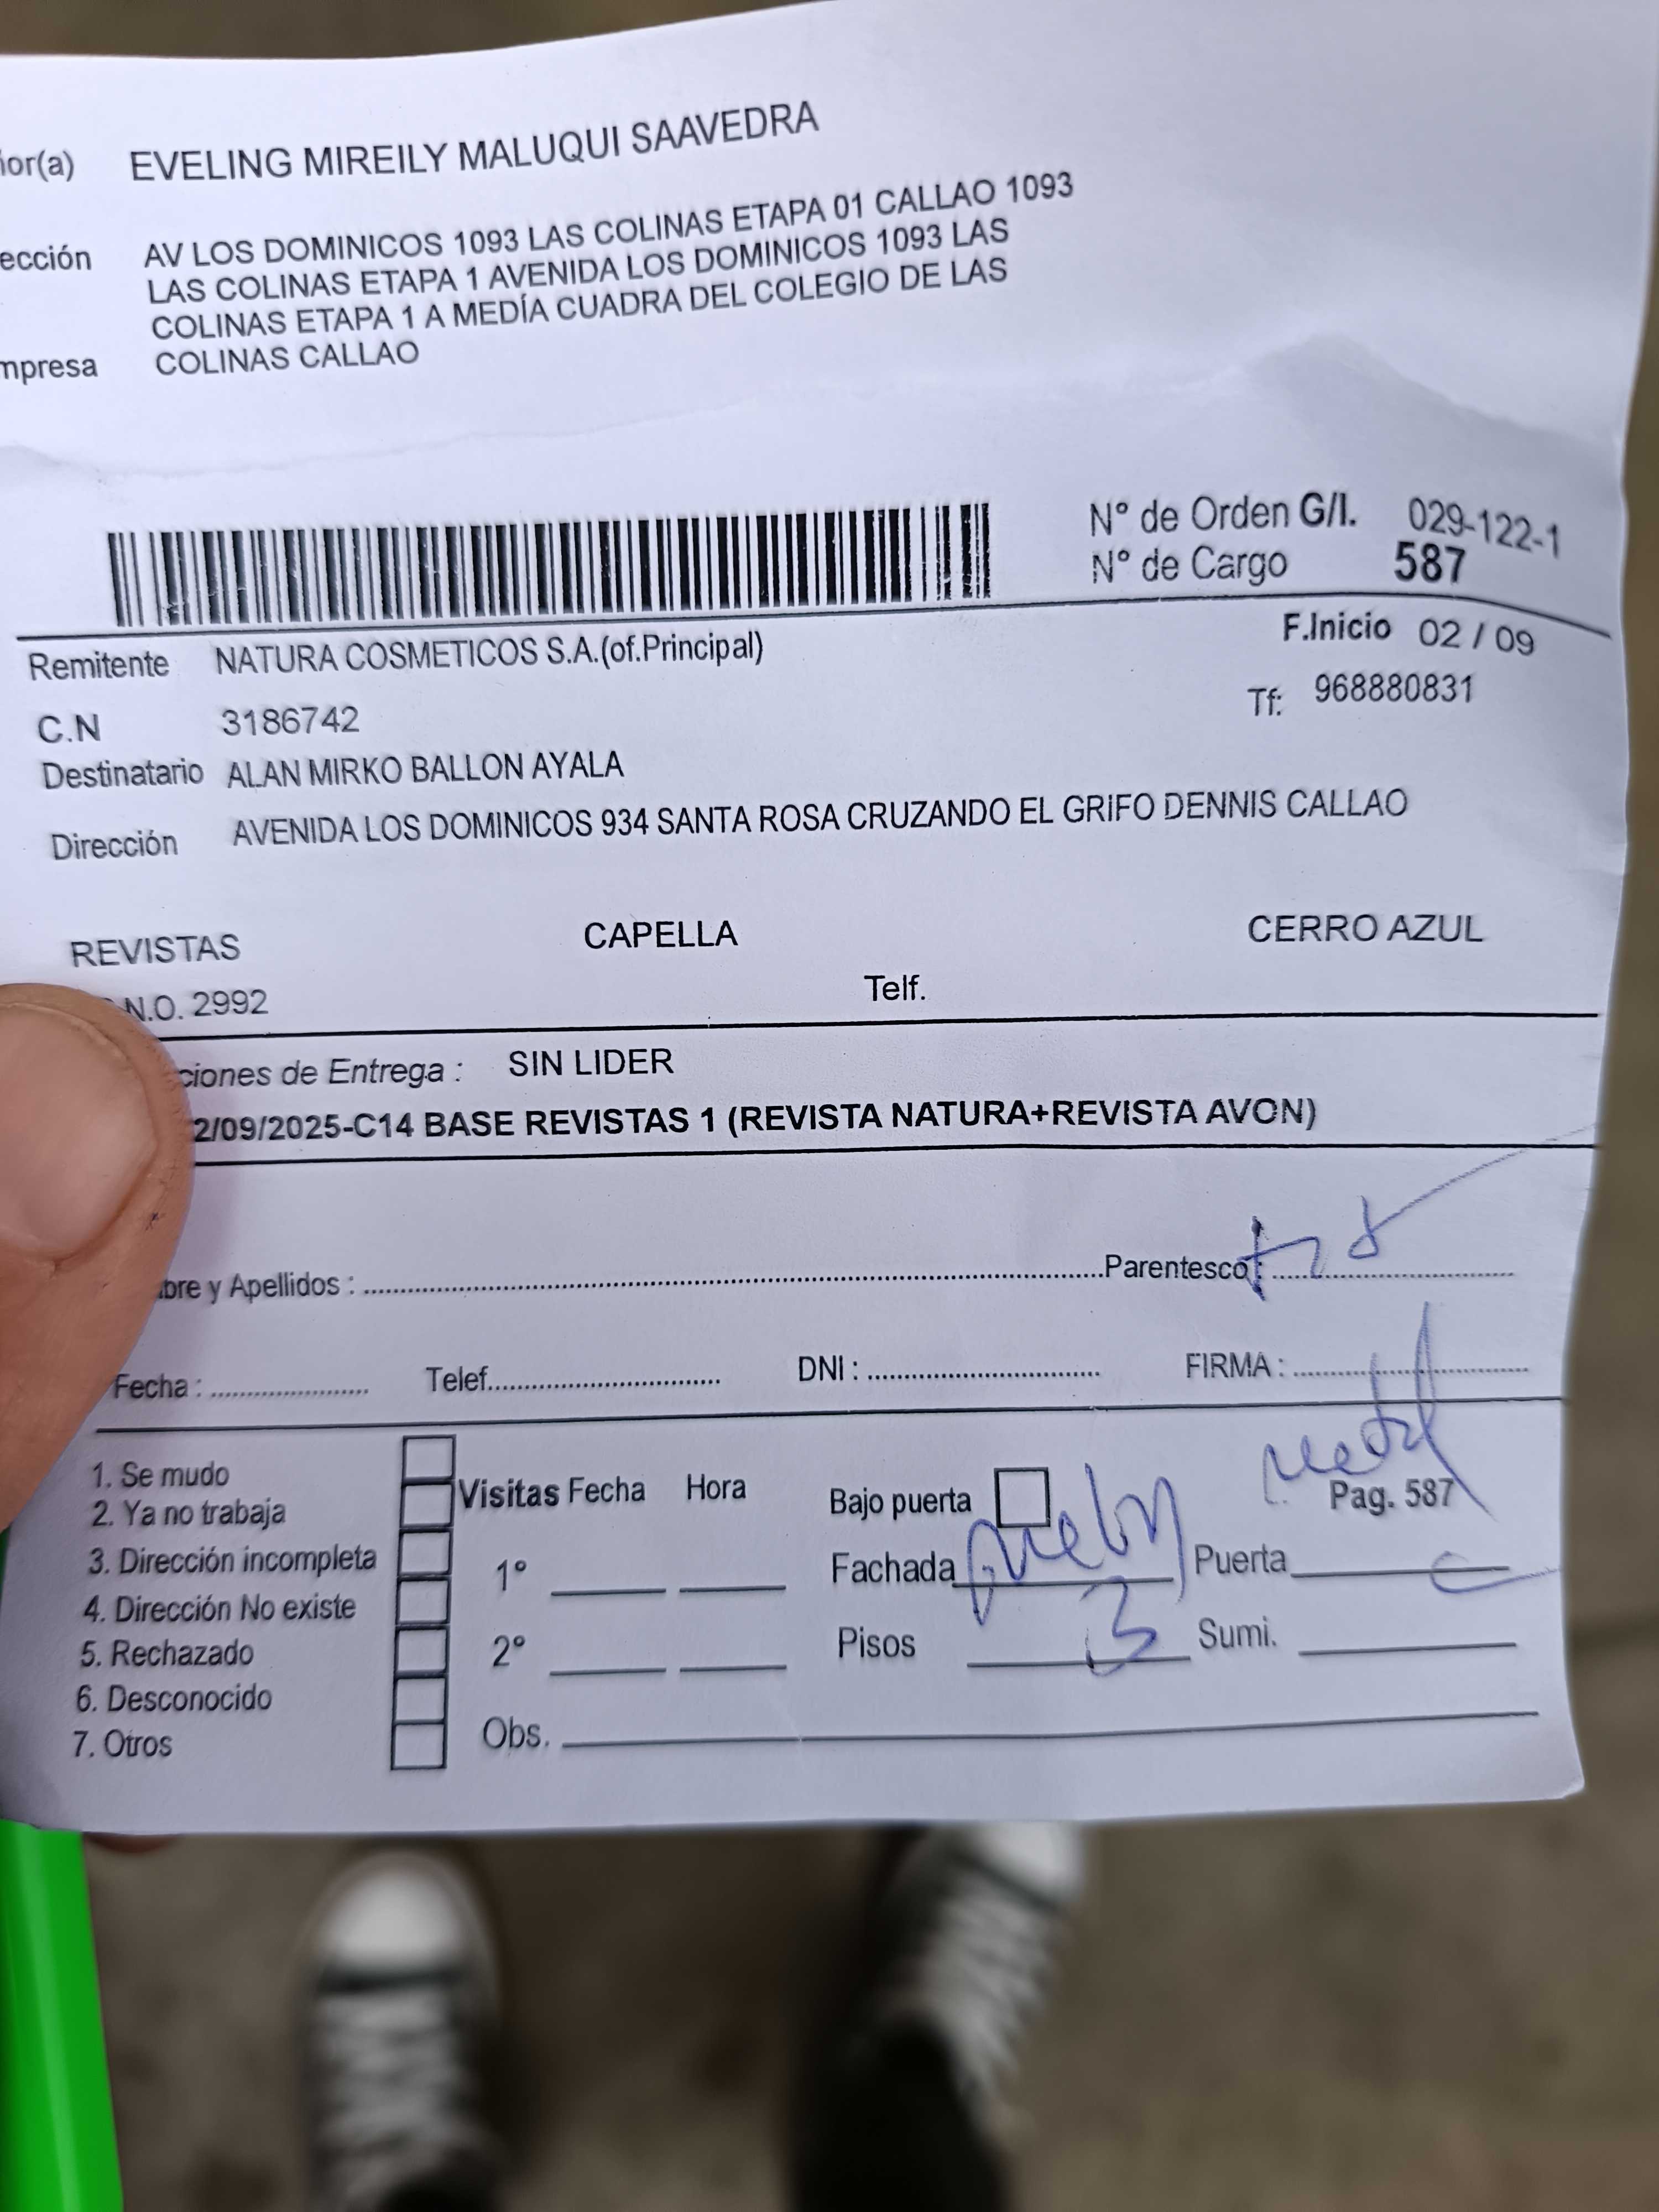 ior(a) EVELING MIREILY MALUQUI SAAVEDRA
ección AV LOS DOMINICOS 1093 LAS COLINAS ETAPA 01 CALLAO 1093
LAS COLINAS ETAPA 1 AVENIDA LOS DOMINICOS 1093 LAS
COLINAS ETAPA 1 A MEDÍA CUADRA DEL COLEGIO DE LAS
mpresa COLINAS CALLAO
N° de Orden G/I. 029-122-1
N° de Cargo 587
F.Inicio 02 / 09
Remitente NATURA COSMETICOS S.A.(of.Principal)
Tf: 968880831
C.N 3186742
Destinatario ALAN MIRKO BALLON AYALA
Dirección AVENIDA LOS DOMINICOS 934 SANTA ROSA CRUZANDO EL GRIFO DENNIS CALLAO
REVISTAS CAPELLA CERRO AZUL
N.O. 2992 Telf.
ciones de Entrega : SIN LIDER
2/09/2025-C14 BASE REVISTAS 1 (REVISTA NATURA+REVISTA AVON)
bre y Apellidos : Parentesco :
Fecha : Telef. DNI : FIRMA :
1. Se mudo
2. Ya no trabaja
3. Dirección incompleta
4. Dirección No existe
5. Rechazado
6. Desconocido
7. Otros
Visitas Fecha Hora
1°
2°
Obs.
Bajo puerta Pag. 587
Fachada Puerta
Pisos 3 Sumi.